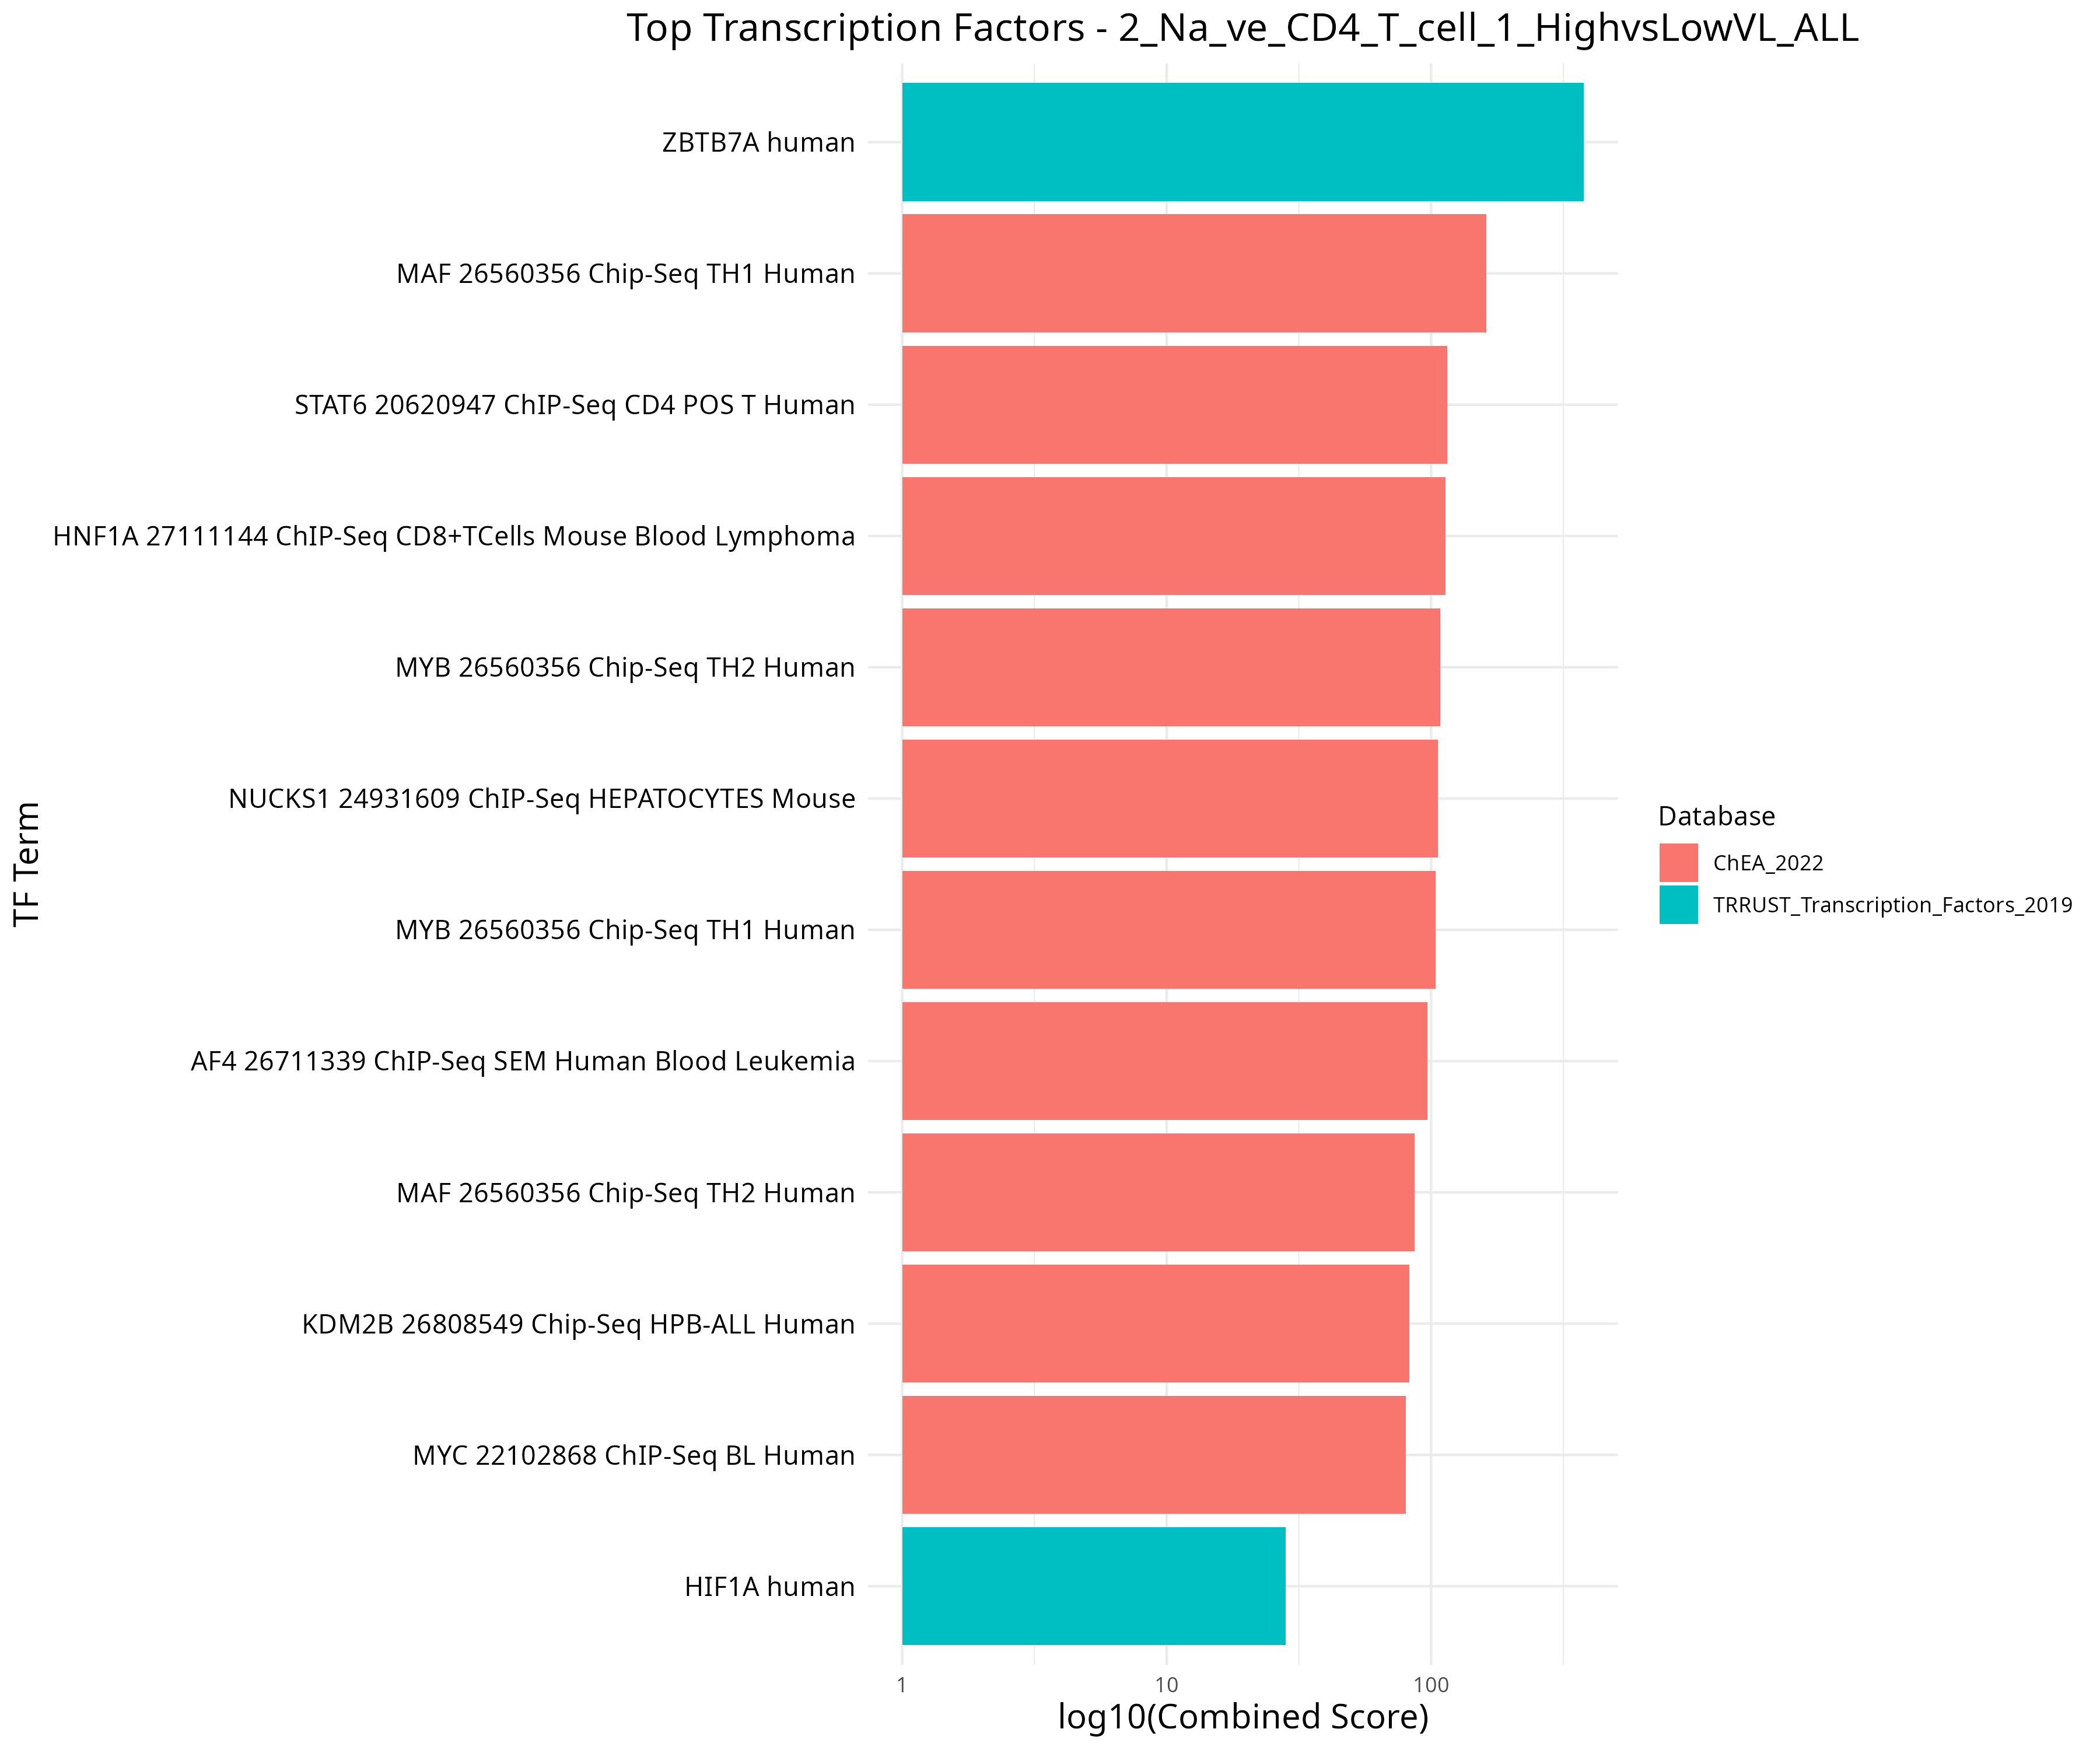 Top Transcription Factors - 2_Na_ve_CD4_T_cell_1_HighvsLowVL_ALL
TF Term
ZBTB7A human
MAF 26560356 Chip-Seq TH1 Human
STAT6 20620947 ChIP-Seq CD4 POS T Human
HNF1A 27111144 ChIP-Seq CD8+TCells Mouse Blood Lymphoma
MYB 26560356 Chip-Seq TH2 Human
NUCKS1 24931609 ChIP-Seq HEPATOCYTES Mouse
MYB 26560356 Chip-Seq TH1 Human
AF4 26711339 ChIP-Seq SEM Human Blood Leukemia
MAF 26560356 Chip-Seq TH2 Human
KDM2B 26808549 Chip-Seq HPB-ALL Human
MYC 22102868 ChIP-Seq BL Human
HIF1A human
1 10 100
log10(Combined Score)
Database
ChEA_2022
TRRUST_Transcription_Factors_2019